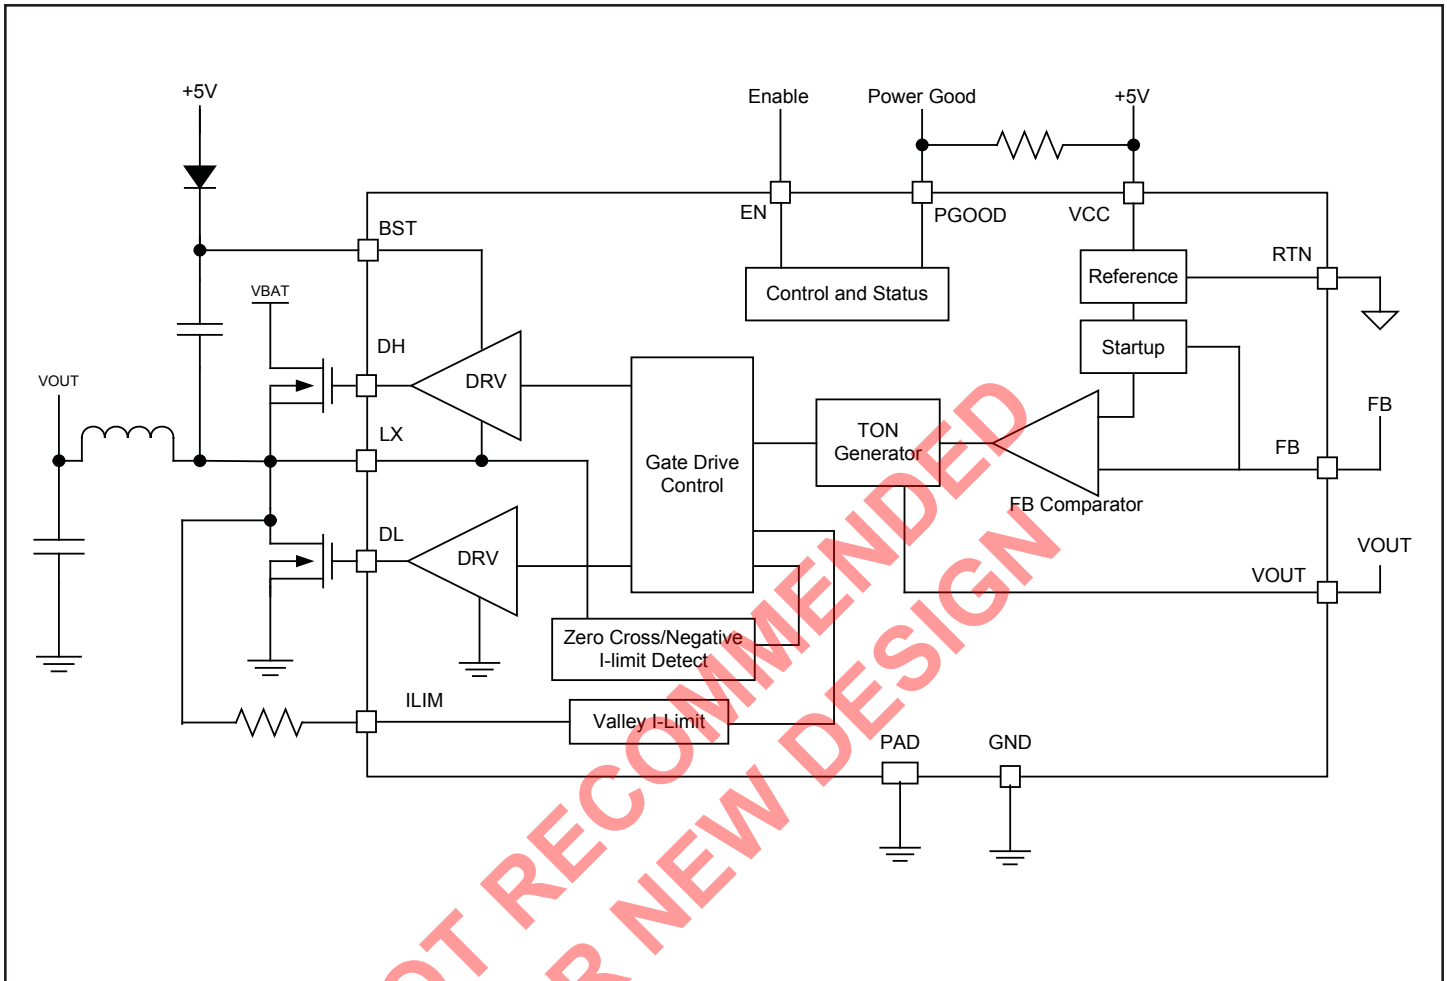 +5V
Enable
Power Good
+5V
EN
PGOOD
VCC
BST
RTN
Reference
Control and Status
VBAT
DH
Startup
DRV
VOUT
FB
LX
TON
Generator
FB
Gate Drive
Control
FB Comparator
DL
DRV
VOUT
VOUT
Zero Cross/Negative
I-limit Detect
ILIM
Valley I-Limit
PAD
GND
OT RECOMMENDED
R NEW DESIGN